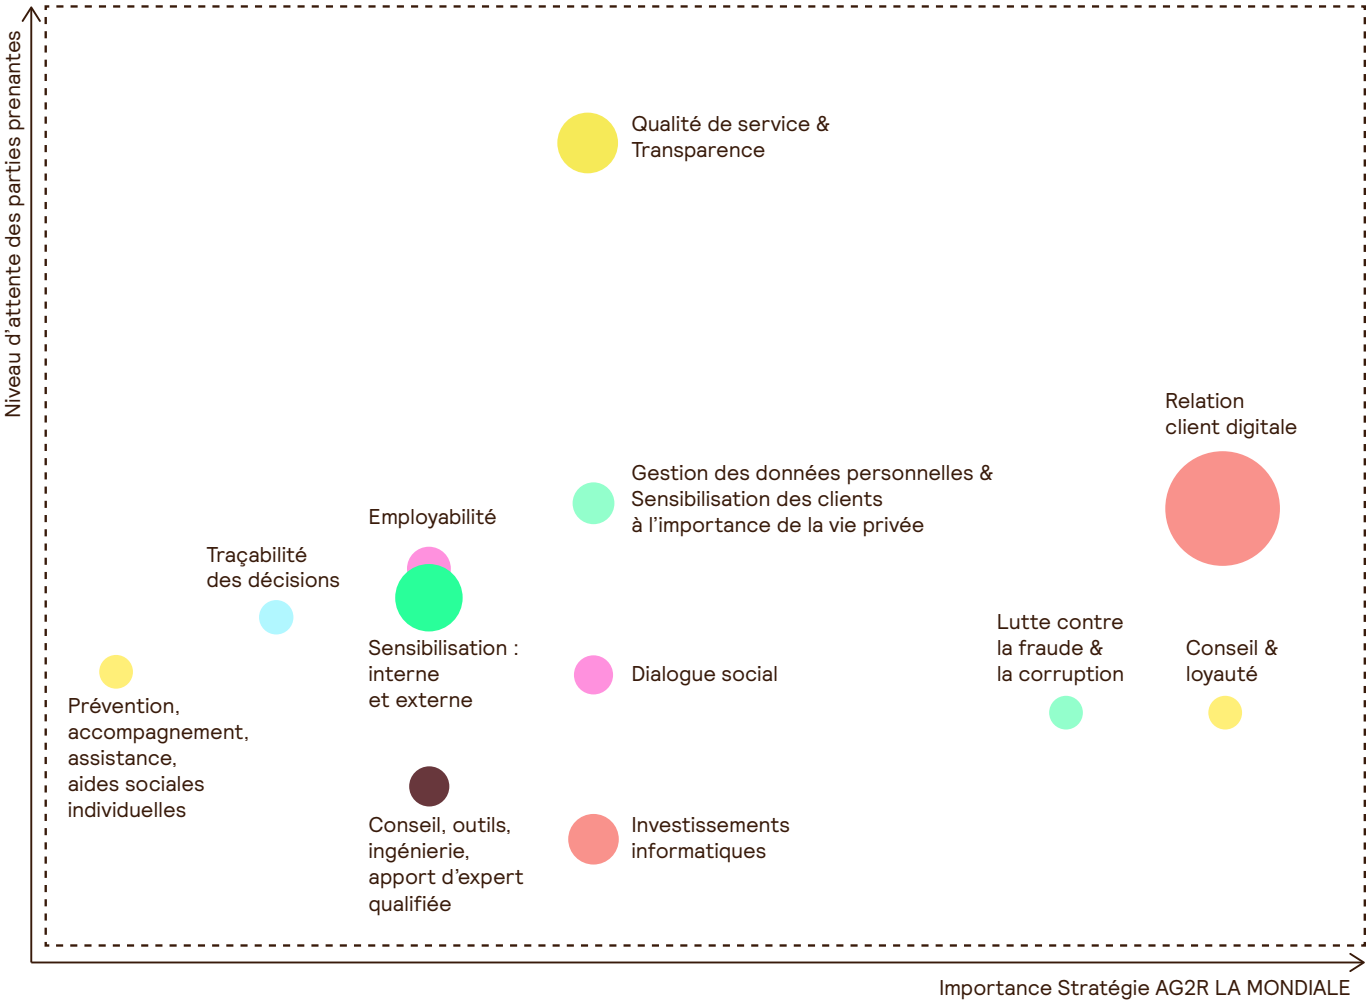 Niveau d'attente des parties prenantes
Qualité de service &
Transparence
Relation
client digitale
Gestion des données personnelles &
Sensibilisation des clients
à l'importance de la vie privée
Employabilité
Traçabilité
des décisions
Sensibilisation :
interne
et externe
Dialogue social
Lutte contre
la fraude &
la corruption
Conseil &
loyauté
Prévention,
accompagnement,
assistance,
aides sociales
individuelles
Conseil, outils,
ingénierie,
apport d'expert
qualifiée
Investissements
informatiques
Importance Stratégie AG2R LA MONDIALE